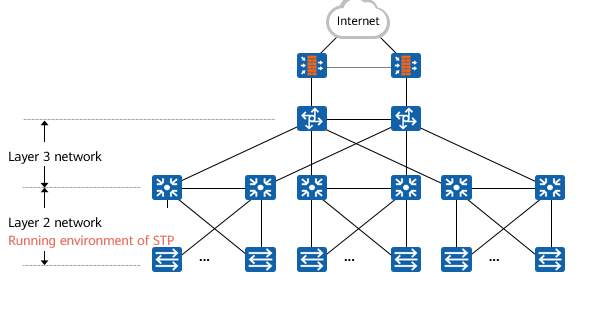 Internet
Layer 3 network
Layer 2 network
Running environment of STP
...
...
...